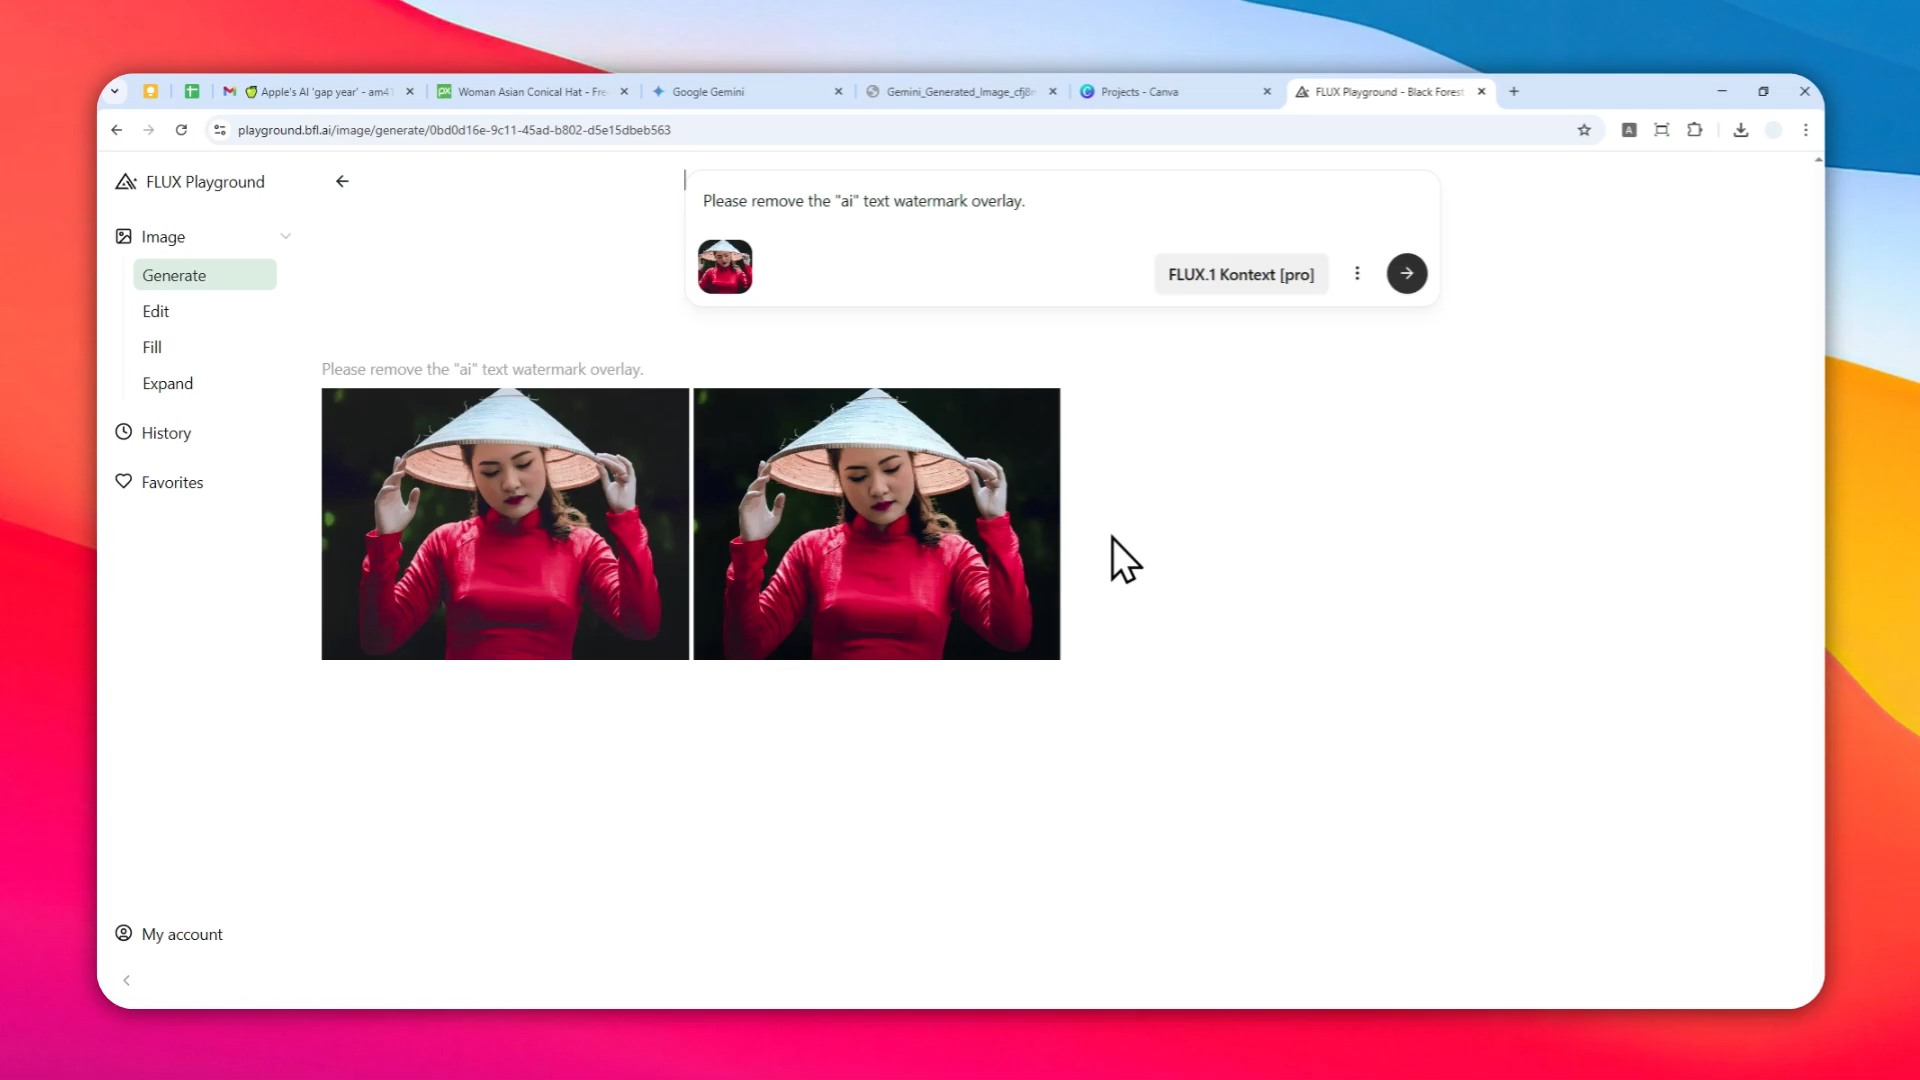 Apple's AI 'gap year' - am41
Woman Asian Conical Hat - Fre
Google Gemini
Gemini_Generated_Image_cfj8n
Projects - Canva
FLUX Playground - Black Forest
playground.bfl.ai/image/generate/0bd0d16e-9c11-45ad-b802-d5e15dbeb563
FLUX Playground
Please remove the "ai" text watermark overlay.
Image
FLUX.1 Kontext [pro]
Generate
Edit
Fill
Expand
Please remove the "ai" text watermark overlay.
History
Favorites
My account